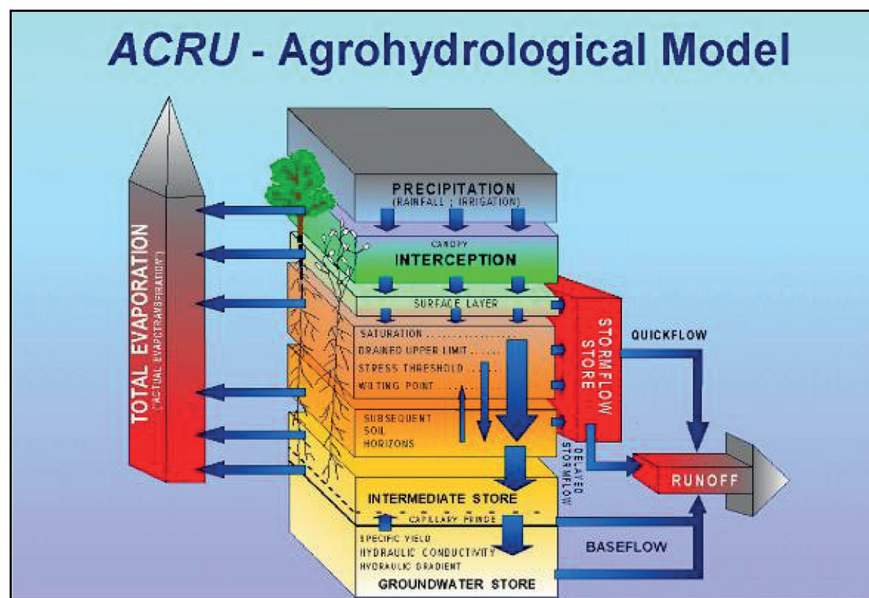 ACRU - Agrohydrological Model
PRECIPITATION
(RAINFALL ; IRRIGATION)
CANOPY
INTERCEPTION
SURFACE LAYER
SATURATION
DRAINED UPPER LIMIT
STRESS THRESHOLD
WILTING POINT
SUBSEQUENT
SOIL
HORIZONS
INTERMEDIATE STORE
CAPILLARY FRINGE
SPECIFIC YIELD
HYDRAULIC CONDUCTIVITY
HYDRAULIC GRADIENT
GROUNDWATER STORE
TOTAL EVAPORATION
("ACTUAL EVAPOTRANSPIRATION")
STORMFLOW
STORE
QUICKFLOW
DELAYED
STORMFLOW
RUNOFF
BASEFLOW